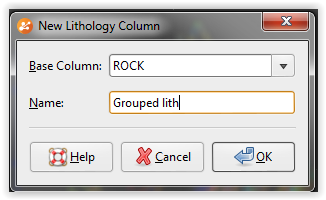 New Lithology Column
Base Column: ROCK
Name: Grouped lith
Help Cancel OK